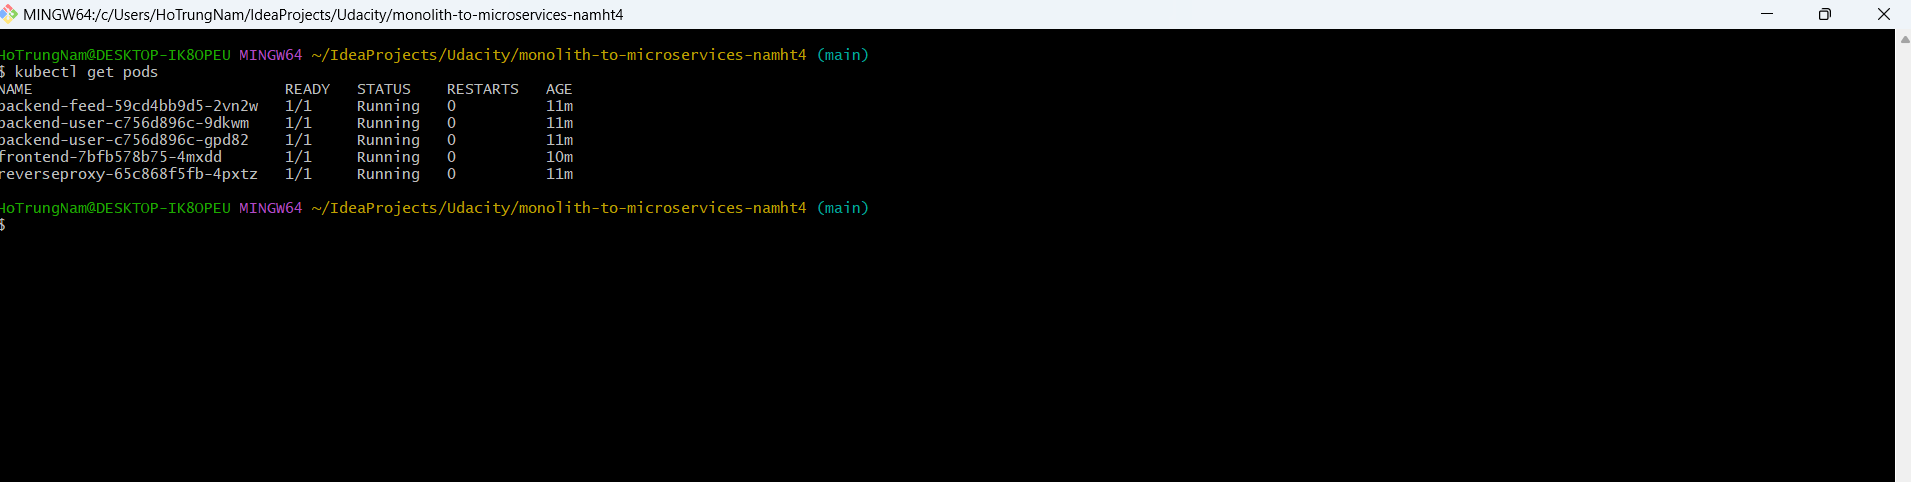 MINGW64:/c/Users/HoTrungNam/IdeaProjects/Udacity/monolith-to-microservices-namht4
HoTrungNam@DESKTOP-IK8OPEU MINGW64 ~/IdeaProjects/Udacity/monolith-to-microservices-namht4 (main)
$ kubectl get pods
NAME READY STATUS RESTARTS AGE
backend-feed-59cd4bb9d5-2vn2w 1/1 Running 0 11m
backend-user-c756d896c-9dkwm 1/1 Running 0 11m
backend-user-c756d896c-gpd82 1/1 Running 0 11m
frontend-7bfb578b75-4mxdd 1/1 Running 0 10m
reverseproxy-65c868f5fb-4pxtz 1/1 Running 0 11m
HoTrungNam@DESKTOP-IK8OPEU MINGW64 ~/IdeaProjects/Udacity/monolith-to-microservices-namht4 (main)
$